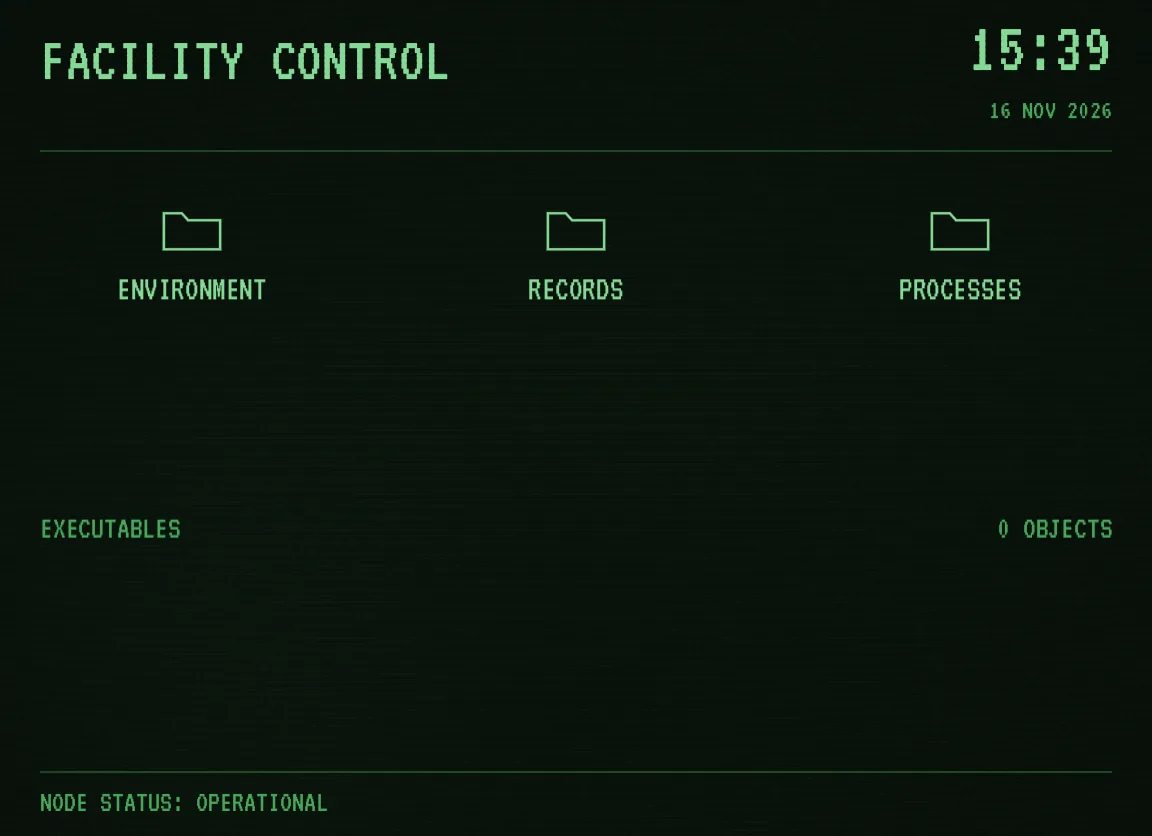 FACILITY CONTROL
15:39
16 NOV 2026
ENVIRONMENT
RECORDS
PROCESSES
EXECUTABLES
0 OBJECTS
NODE STATUS: OPERATIONAL